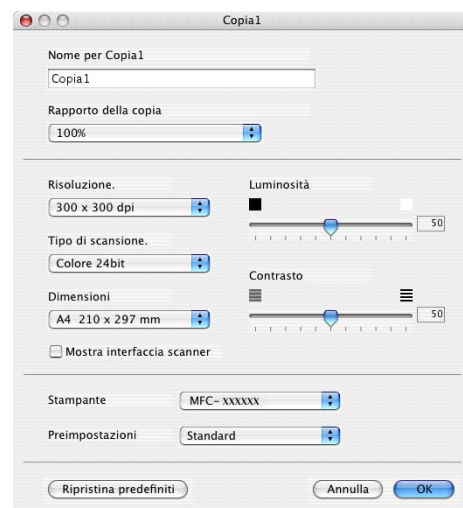 Copia1
Nome per Copia1
Copia1
Rapporto della copia
100%
Risoluzione.
300 x 300 dpi
Tipo di scansione.
Colore 24bit
Dimensioni
A4 210 x 297 mm
Mostra interfaccia scanner
Luminosità
50
Contrasto
50
Stampante
MFC- xxxxxx
Preimpostazioni
Standard
Ripristina predefiniti
Annulla
OK